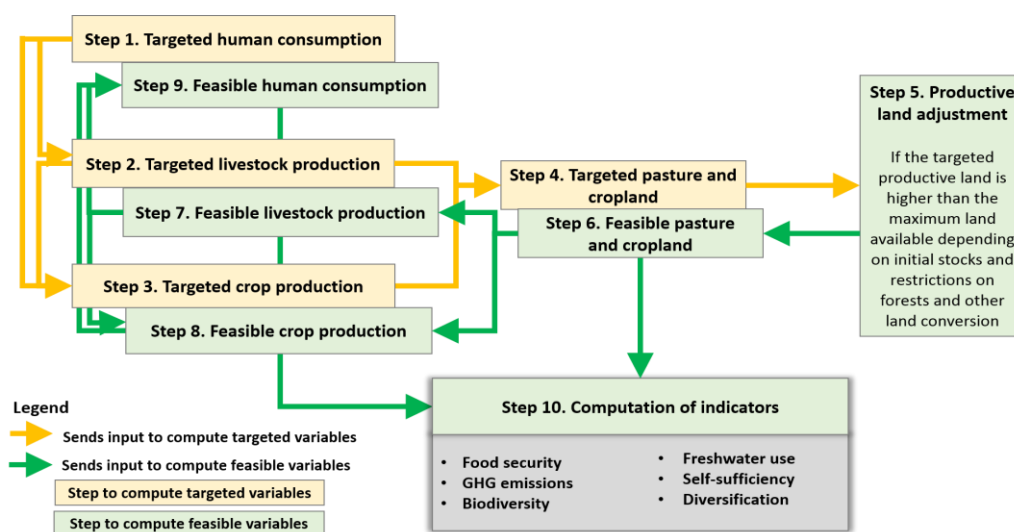 Step 1. Targeted human consumption
Step 9. Feasible human consumption
Step 2. Targeted livestock production
Step 7. Feasible livestock production
Step 3. Targeted crop production
Step 8. Feasible crop production
Step 4. Targeted pasture and
cropland
Step 6. Feasible pasture
and cropland
Step 5. Productive
land adjustment
If the targeted
productive land is
higher than the
maximum land
available depending
on initial stocks and
restrictions on
forests and other
land conversion
Step 10. Computation of indicators
• Food security
• GHG emissions
• Biodiversity
• Freshwater use
• Self-sufficiency
• Diversification
Legend
Sends input to compute targeted variables
Sends input to compute feasible variables
Step to compute targeted variables
Step to compute feasible variables